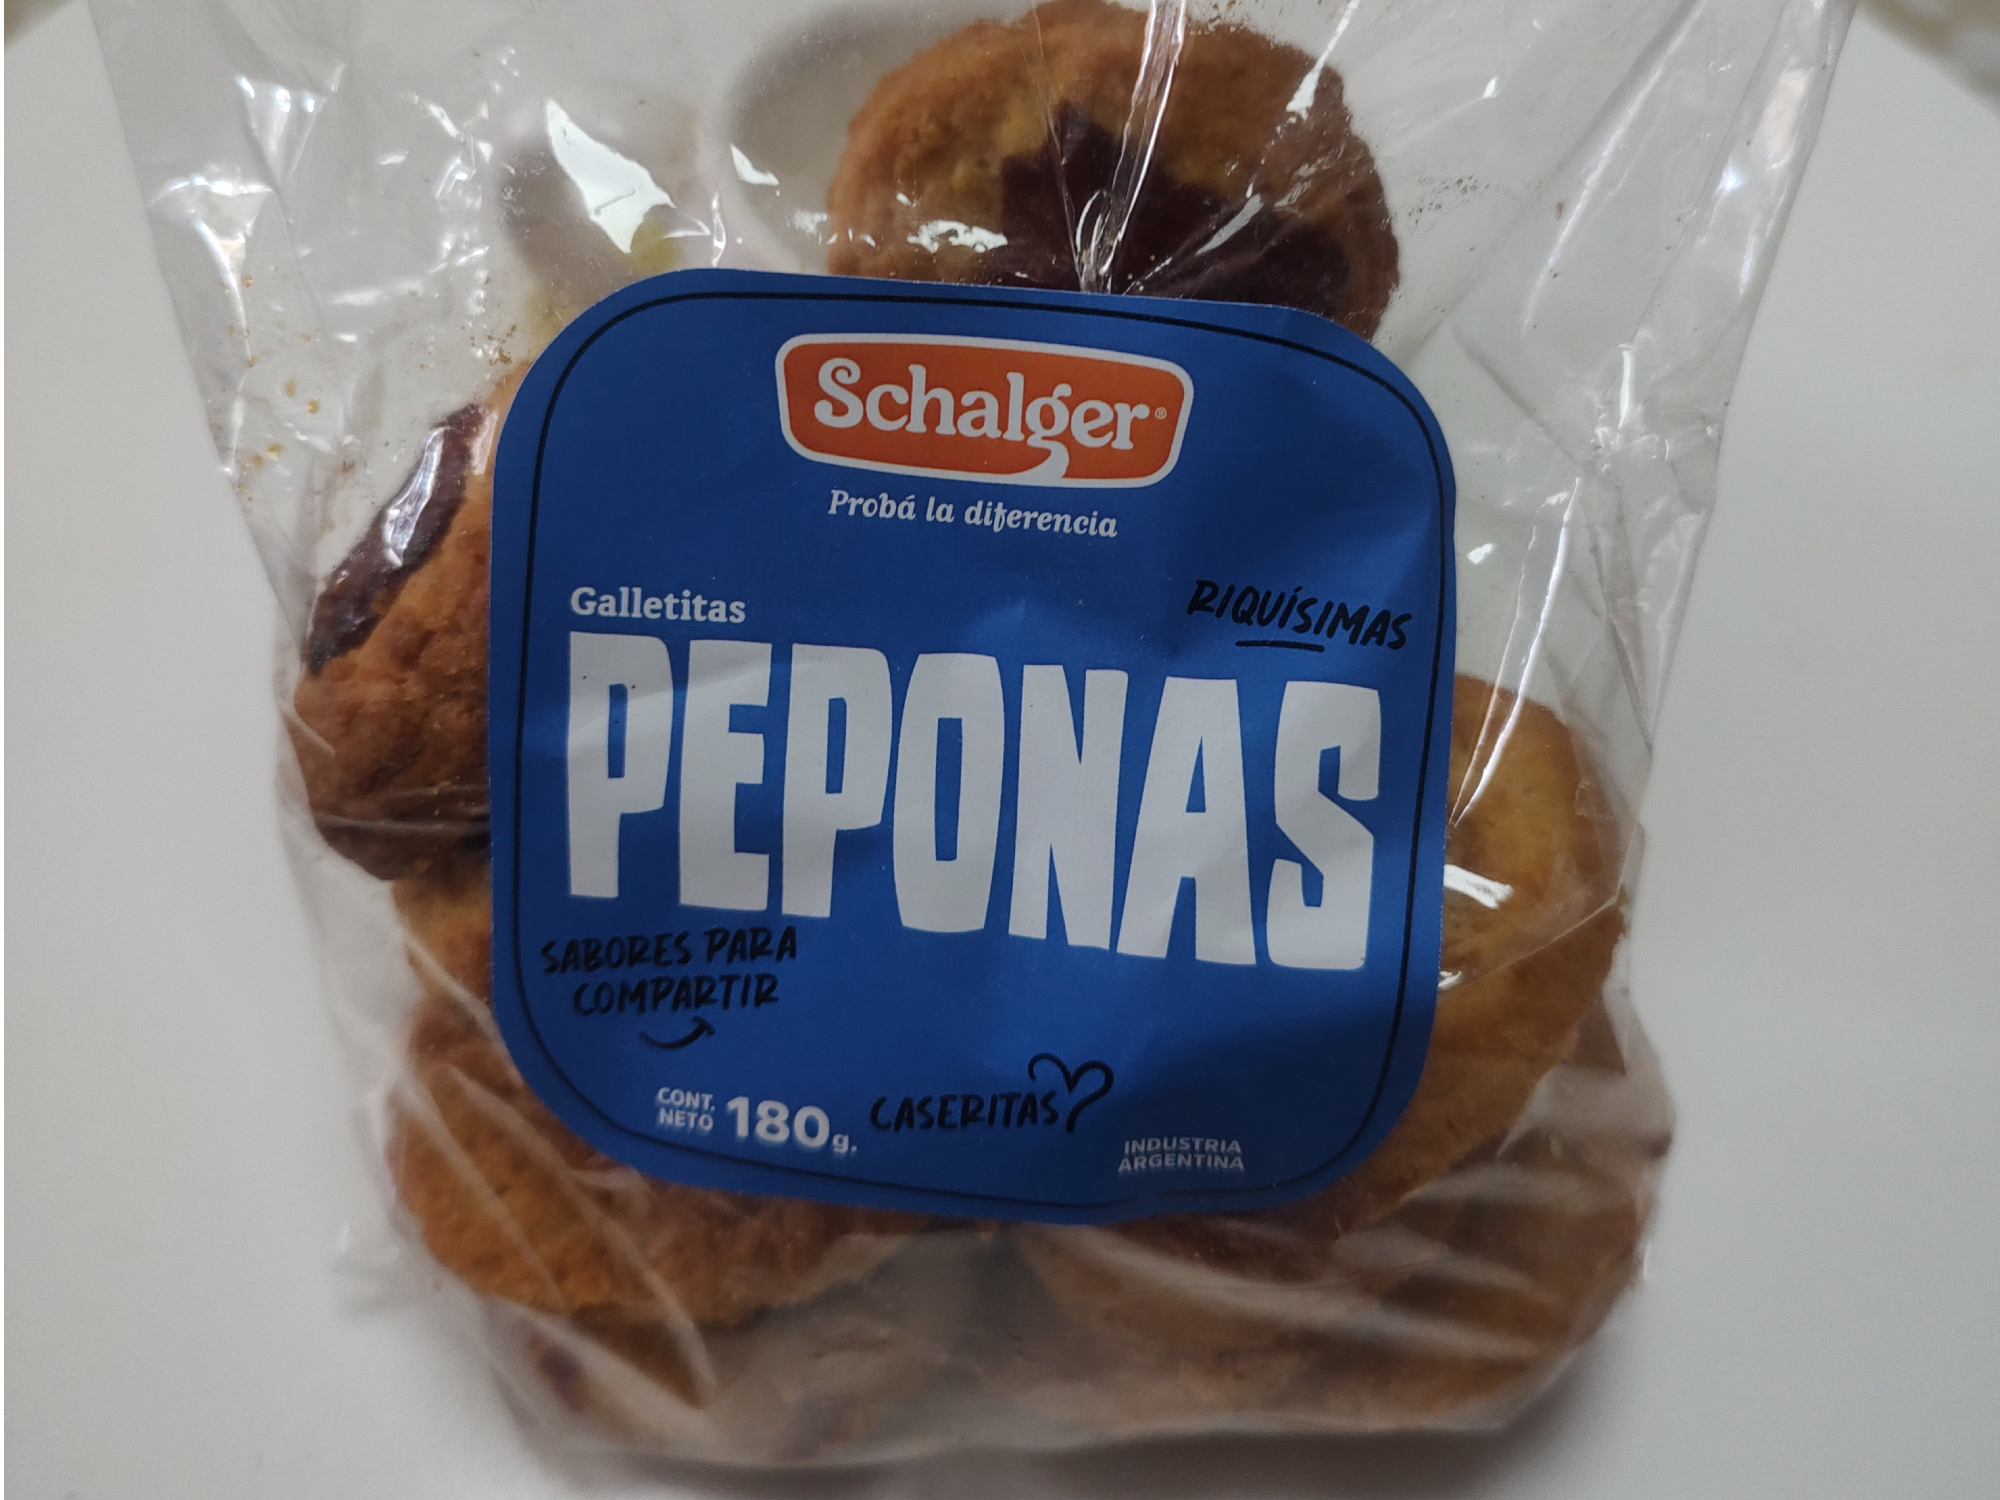 Schalger®
Probá la diferencia
Galletitas
RIQUÍSIMAS
PEPONAS
SABORES PARA
COMPARTIR
CONT.
NETO 180g.
CASERITAS
INDUSTRIA
ARGENTINA